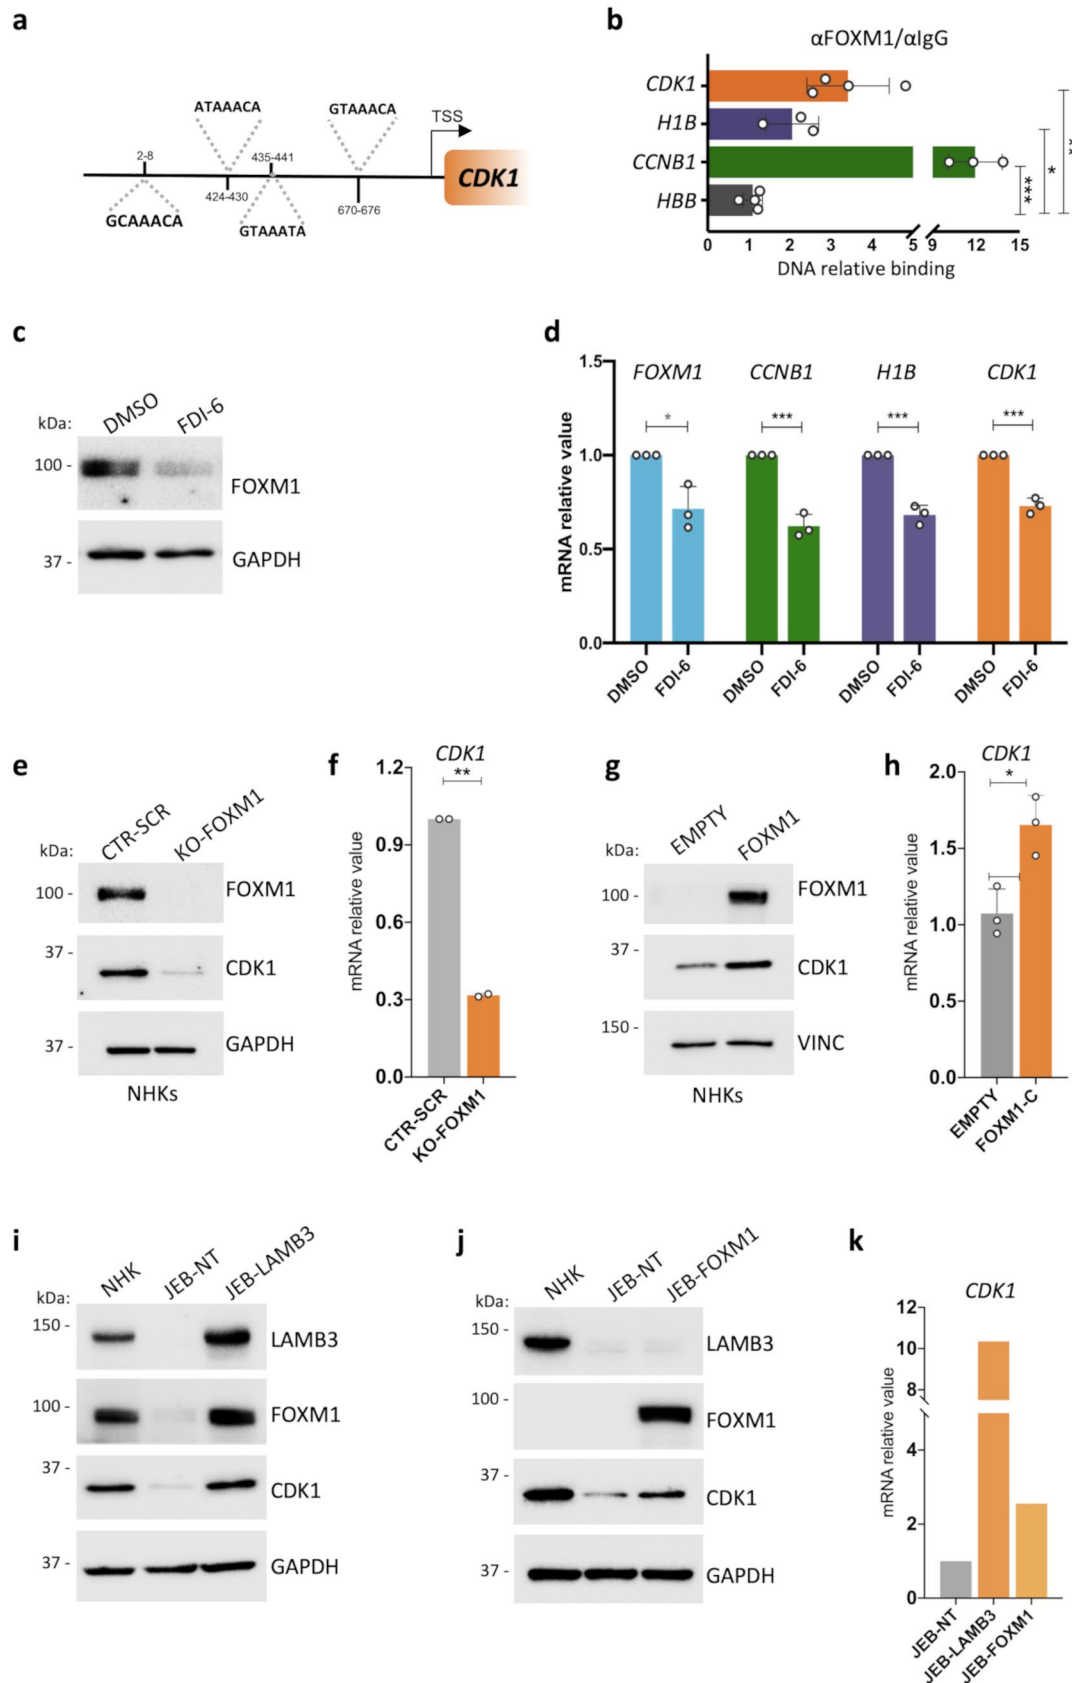 a
ATAAACA
GTAAACA
TSS
2-8
435-441
CDK1
424-430
670-676
GCAAACA
GTAAATA
b
αFOXM1/αIgG
CDK1
H1B
CCNB1
HBB
**
*
***
0 1 2 3 4 5 9 12 15
DNA relative binding
c
kDa:
DMSO
FDI-6
100 -
FOXM1
37 -
GAPDH
d
mRNA relative value
1.5
1.0
0.5
0.0
FOXM1 CCNB1 H1B CDK1
* *** *** ***
DMSO FDI-6 DMSO FDI-6 DMSO FDI-6 DMSO FDI-6
e
kDa:
CTR-SCR
KO-FOXM1
100 -
FOXM1
37 -
CDK1
37 -
GAPDH
NHKs
f
CDK1
**
mRNA relative value
1.2
0.9
0.6
0.3
0.0
CTR-SCR
KO-FOXM1
g
kDa:
EMPTY
FOXM1
100 -
FOXM1
37 -
CDK1
150 -
VINC
NHKs
h
CDK1
*
mRNA relative value
2.0
1.5
1.0
0.5
0.0
EMPTY
FOXM1-C
i
kDa:
NHK
JEB-NT
JEB-LAMB3
150 -
LAMB3
100 -
FOXM1
37 -
CDK1
37 -
GAPDH
j
kDa:
NHK
JEB-NT
JEB-FOXM1
150 -
LAMB3
100 -
FOXM1
37 -
CDK1
37 -
GAPDH
k
CDK1
mRNA relative value
12
10
8
4
2
0
JEB-NT
JEB-LAMB3
JEB-FOXM1